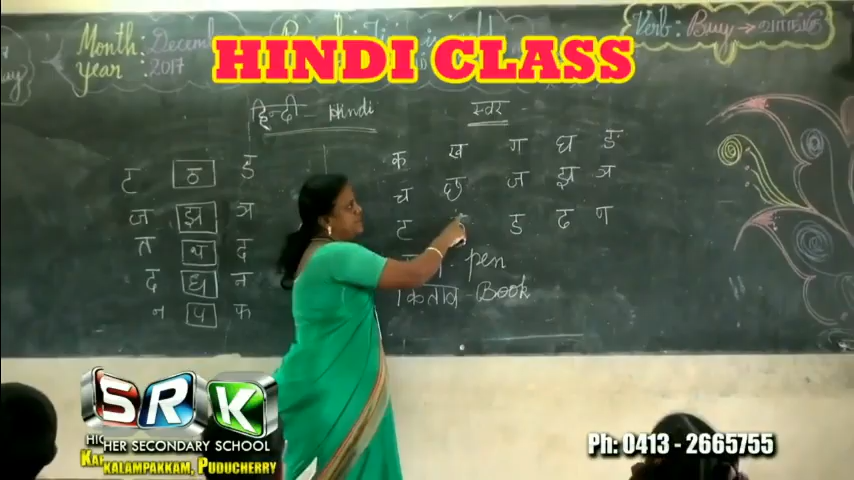 HINDI CLASS
Month : Decem
Year : 2017
Verb : Buy →
हिन्दी - Hindi
स्वर -
ट ठ ड
ज झ ञ
त थ द
द ध न
न प फ
क ख ग घ ङ
च छ ज झ ञ
ट ड ढ ण
- pen
किताब - Book
SRK
HIGHER SECONDARY SCHOOL
KALAMPAKKAM, PUDUCHERRY
Ph: 0413 - 2665755